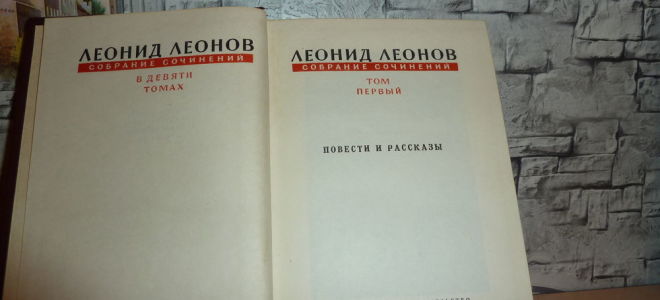 ЛЕОНИД ЛЕОНОВ
СОБРАНИЕ СОЧИНЕНИЙ
В ДЕВЯТИ
ТОМАХ
ЛЕОНИД ЛЕОНОВ
СОБРАНИЕ СОЧИНЕНИЙ
ТОМ
ПЕРВЫЙ
ПОВЕСТИ И РАССКАЗЫ